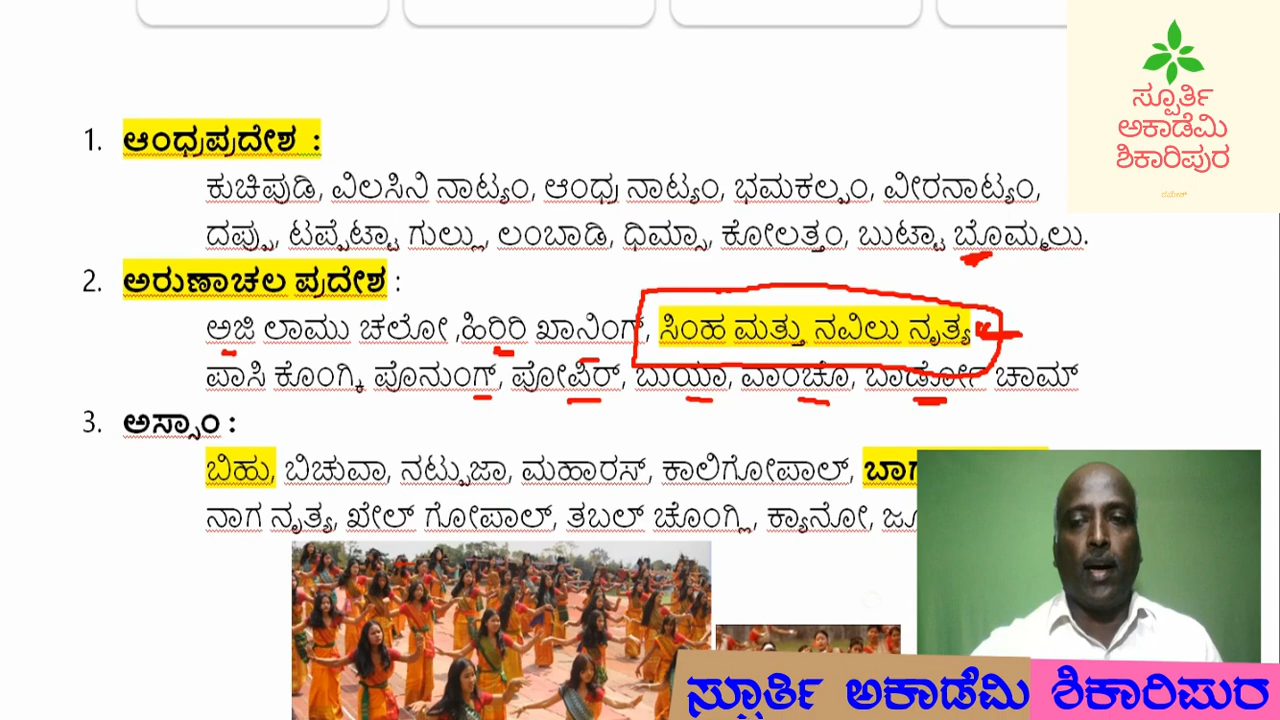 ಸ್ಪೂರ್ತಿ
ಅಕಾಡೆಮಿ
ಶಿಕಾರಿಪುರ
1. ಆಂಧ್ರಪ್ರದೇಶ :
ಕುಚಿಪುಡಿ, ವಿಲಸಿನಿ ನಾಟ್ಯಂ, ಆಂಧ್ರ ನಾಟ್ಯಂ, ಭಮಕಲ್ಪಂ, ವೀರನಾಟ್ಯಂ,
ದಪ್ಪು, ಟಪ್ಪೆಟ್ಟಾ ಗುಲ್ಲು, ಲಂಬಾಡಿ, ಧಿಮ್ಸಾ, ಕೋಲತ್ತಂ, ಬುಟ್ಟಾ ಬೊಮ್ಮಲು.
2. ಅರುಣಾಚಲ ಪ್ರದೇಶ :
ಅಜಿ ಲಾಮು ಚಲೋ ,ಹಿರಿರಿ ಖಾನಿಂಗ್, ಸಿಂಹ ಮತ್ತು ನವಿಲು ನೃತ್ಯ
ಪಾಸಿ ಕೊಂಗ್ಕಿ ಪೊನುಂಗ್, ಪೋಪಿರ್, ಬುಯಾ, ವಾಂಚೊ, ಬಾರ್ಡೋ ಚಾಮ್
3. ಅಸ್ಸಾಂ :
ಬಿಹು, ಬಿಚುವಾ, ನಟ್ಪುಜಾ, ಮಹಾರಸ್, ಕಾಲಿಗೋಪಾಲ್,
ನಾಗ ನೃತ್ಯ, ಖೇಲ್ ಗೋಪಾಲ್, ತಬಲ್ ಚೊಂಗ್ಲಿ, ಕ್ಯಾನೋ,
ಸ್ಪೂರ್ತಿ ಅಕಾಡೆಮಿ ಶಿಕಾರಿಪುರ